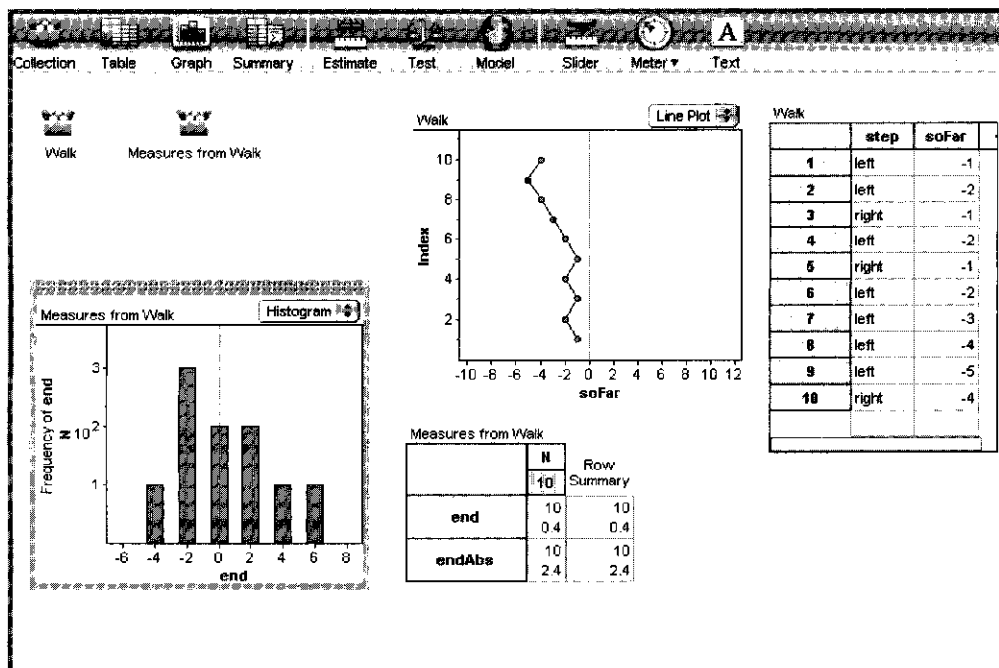 Collection Table Graph Summary Estimate Test Model Slider Meter ▾ A Text
Walk Measures from Walk
Walk Line Plot
10
8
6
4
2
Index
-10 -8 -6 -4 -2 0 2 4 6 8 10 12
soFar
Walk
step soFar
1 left -1
2 left -2
3 right -1
4 left -2
5 right -1
6 left -2
7 left -3
8 left -4
9 left -5
10 right -4
Measures from Walk Histogram
3
2
1
Frequency of end
N 10
-6 -4 -2 0 2 4 6 8
end
Measures from Walk
N
10
Row
Summary
end 10 10
0.4 0.4
endAbs 10 10
2.4 2.4